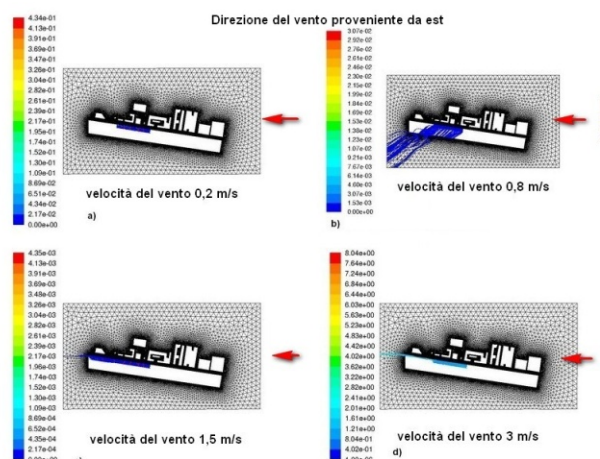 Direzione del vento proveniente da est
4.34e-01
4.13e-01
3.91e-01
3.69e-01
3.47e-01
3.26e-01
3.04e-01
2.82e-01
2.61e-01
2.39e-01
2.17e-01
1.95e-01
1.74e-01
1.52e-01
1.30e-01
1.09e-01
8.69e-02
6.52e-02
4.34e-02
2.17e-02
0.00e+00
velocità del vento 0,2 m/s
a)
3.07e-02
2.92e-02
2.76e-02
2.61e-02
2.46e-02
2.30e-02
2.15e-02
2.00e-02
1.84e-02
1.69e-02
1.53e-02
1.38e-02
1.23e-02
1.07e-02
9.21e-03
7.67e-03
6.14e-03
4.60e-03
3.07e-03
1.53e-03
0.00e+00
velocità del vento 0,8 m/s
b)
4.35e-03
4.13e-03
3.91e-03
3.69e-03
3.48e-03
3.26e-03
3.04e-03
2.82e-03
2.61e-03
2.39e-03
2.17e-03
1.96e-03
1.74e-03
1.52e-03
1.30e-03
1.09e-03
8.69e-04
6.52e-04
4.35e-04
2.17e-04
velocità del vento 1,5 m/s
8.04e+00
7.64e+00
7.24e+00
6.84e+00
6.44e+00
6.03e+00
5.63e+00
5.23e+00
4.83e+00
4.42e+00
4.02e+00
3.62e+00
3.22e+00
2.82e+00
2.41e+00
2.01e+00
1.61e+00
1.21e+00
8.04e-01
4.02e-01
velocità del vento 3 m/s
d)